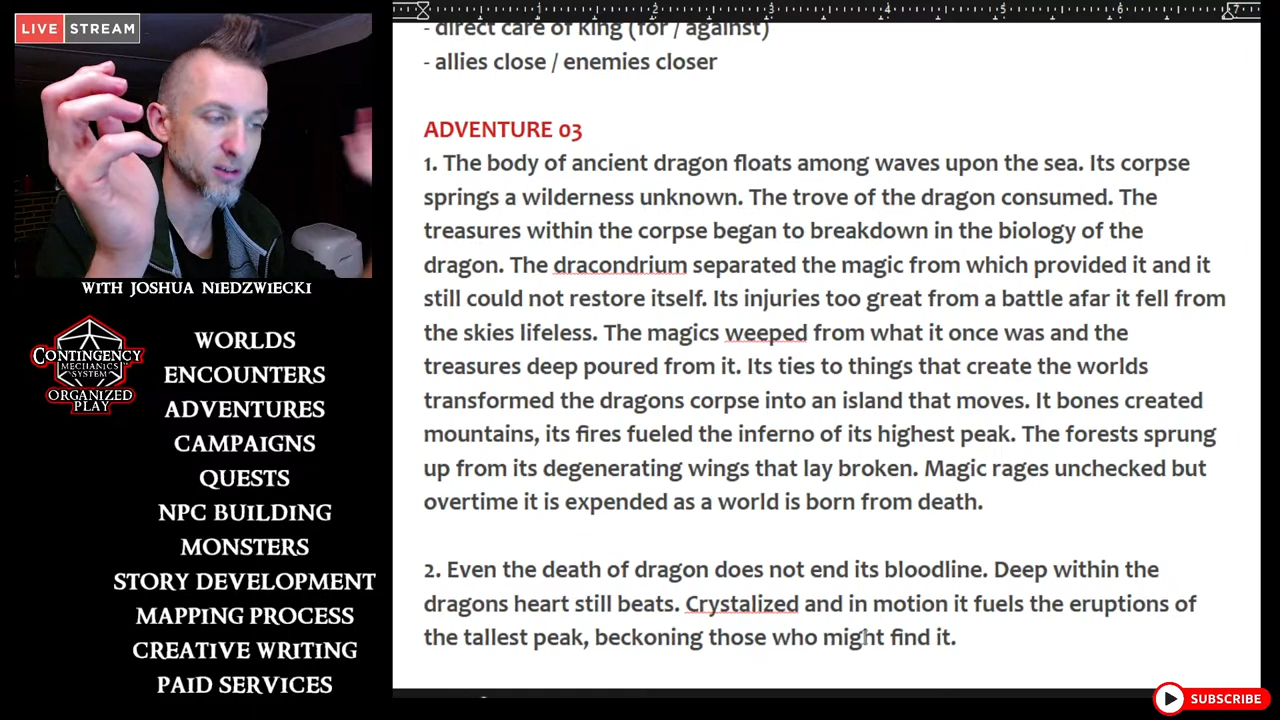 LIVE STREAM
WITH JOSHUA NIEDZWIECKI
CONTINGENCY
MECHANICS
SYSTEM
ORGANIZED
PLAY
WORLDS
ENCOUNTERS
ADVENTURES
CAMPAIGNS
QUESTS
NPC BUILDING
MONSTERS
STORY DEVELOPMENT
MAPPING PROCESS
CREATIVE WRITING
PAID SERVICES
1 2 3 4 5 6 7
- direct care of king (for / against)
- allies close / enemies closer
ADVENTURE 03
1. The body of ancient dragon floats among waves upon the sea. Its corpse
springs a wilderness unknown. The trove of the dragon consumed. The
treasures within the corpse began to breakdown in the biology of the
dragon. The dracondrium separated the magic from which provided it and it
still could not restore itself. Its injuries too great from a battle afar it fell from
the skies lifeless. The magics weeped from what it once was and the
treasures deep poured from it. Its ties to things that create the worlds
transformed the dragons corpse into an island that moves. It bones created
mountains, its fires fueled the inferno of its highest peak. The forests sprung
up from its degenerating wings that lay broken. Magic rages unchecked but
overtime it is expended as a world is born from death.
2. Even the death of dragon does not end its bloodline. Deep within the
dragons heart still beats. Crystalized and in motion it fuels the eruptions of
the tallest peak, beckoning those who might find it.
SUBSCRIBE